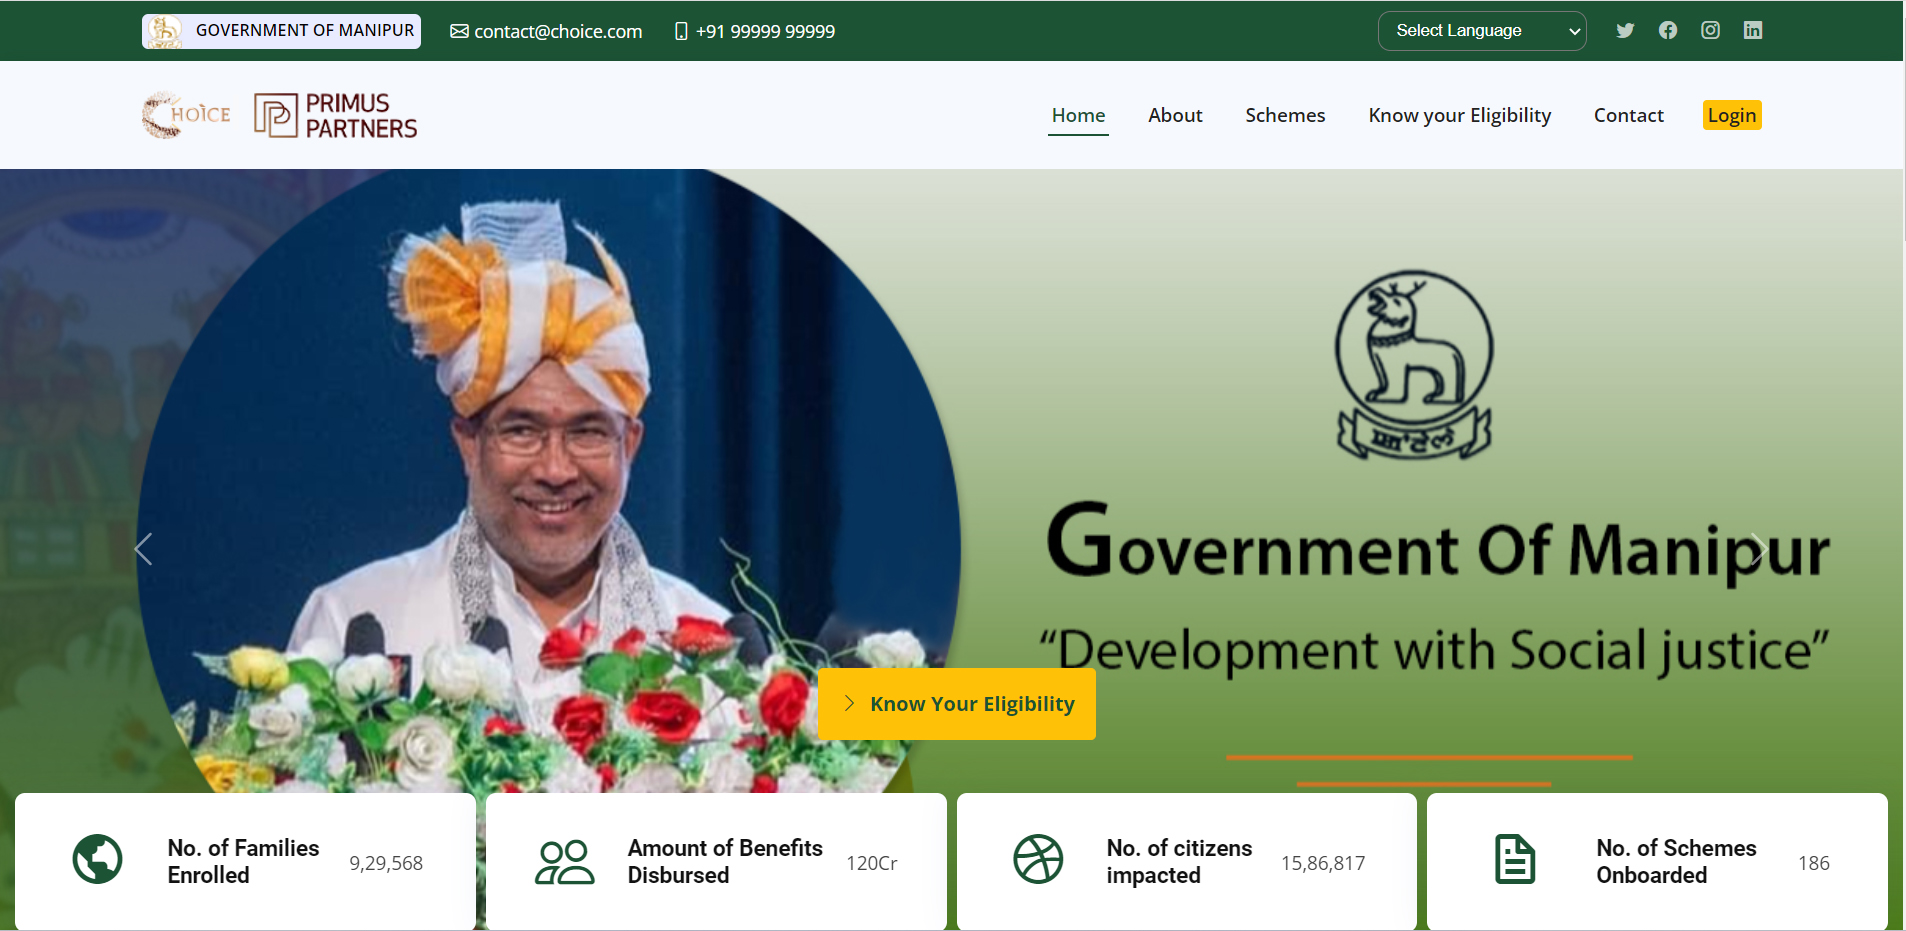 GOVERNMENT OF MANIPUR
contact@choice.com
+91 99999 99999
Select Language
CHOICE
PRIMUS
PARTNERS
Home
About
Schemes
Know your Eligibility
Contact
Login
Government Of Manipur
“Development with Social justice”
Know Your Eligibility
No. of Families
Enrolled
9,29,568
Amount of Benefits
Disbursed
120Cr
No. of citizens
impacted
15,86,817
No. of Schemes
Onboarded
186